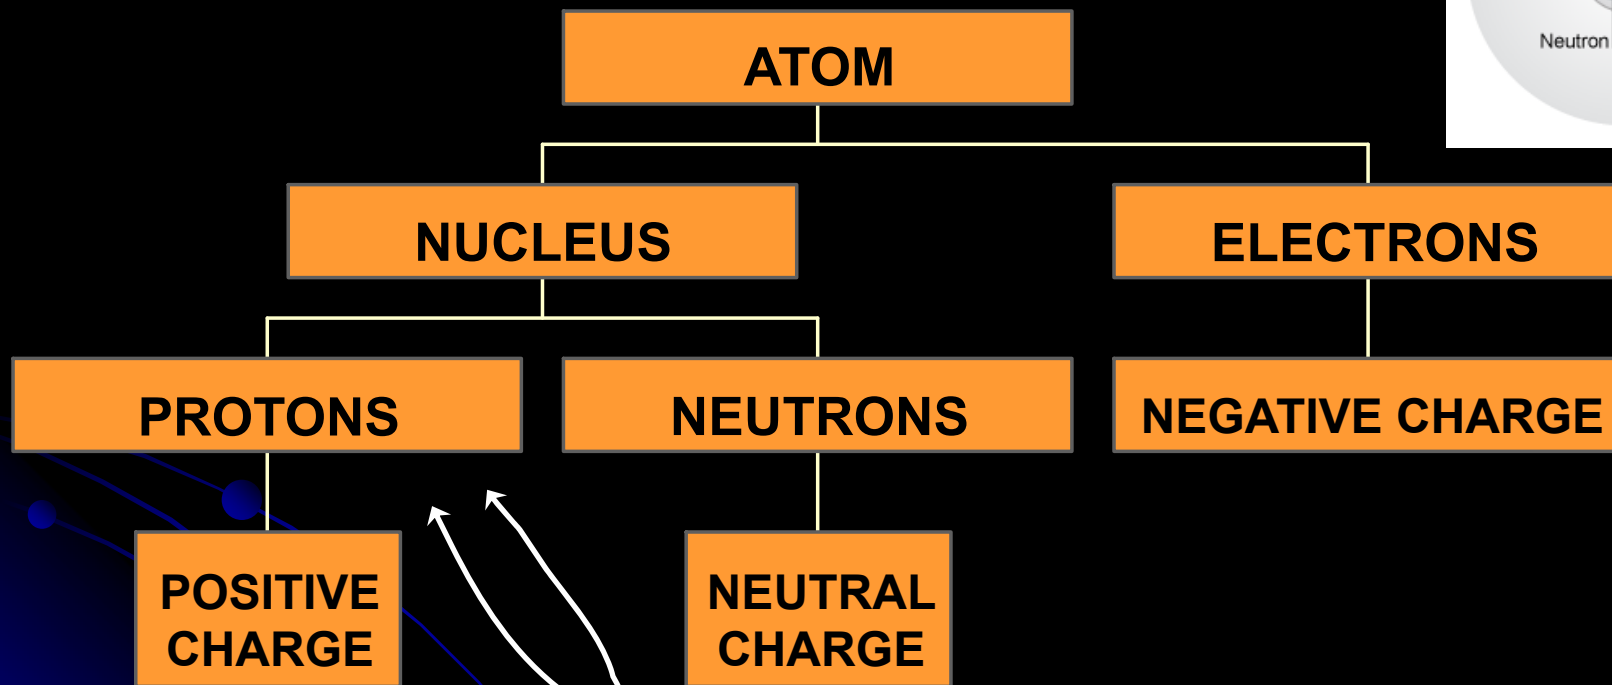 ATOM
Neutron
NUCLEUS
ELECTRONS
PROTONS
NEUTRONS
NEGATIVE CHARGE
POSITIVE
CHARGE
NEUTRAL
CHARGE